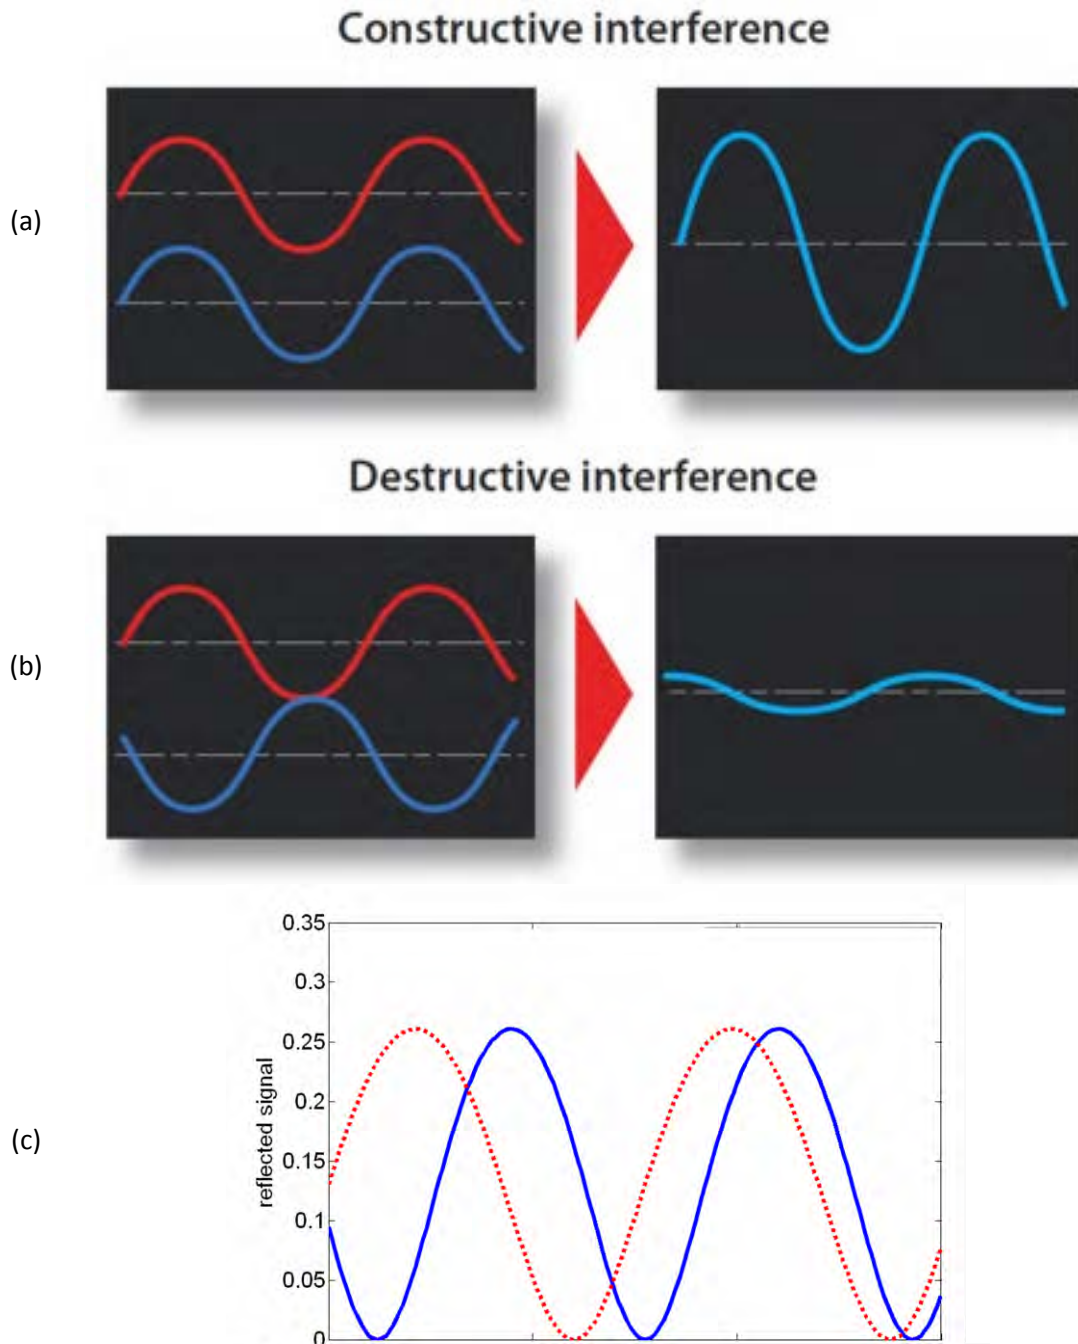 Constructive interference
(a)
Destructive interference
(b)
(c)
reflected signal
0.35
0.3
0.25
0.2
0.15
0.1
0.05
0